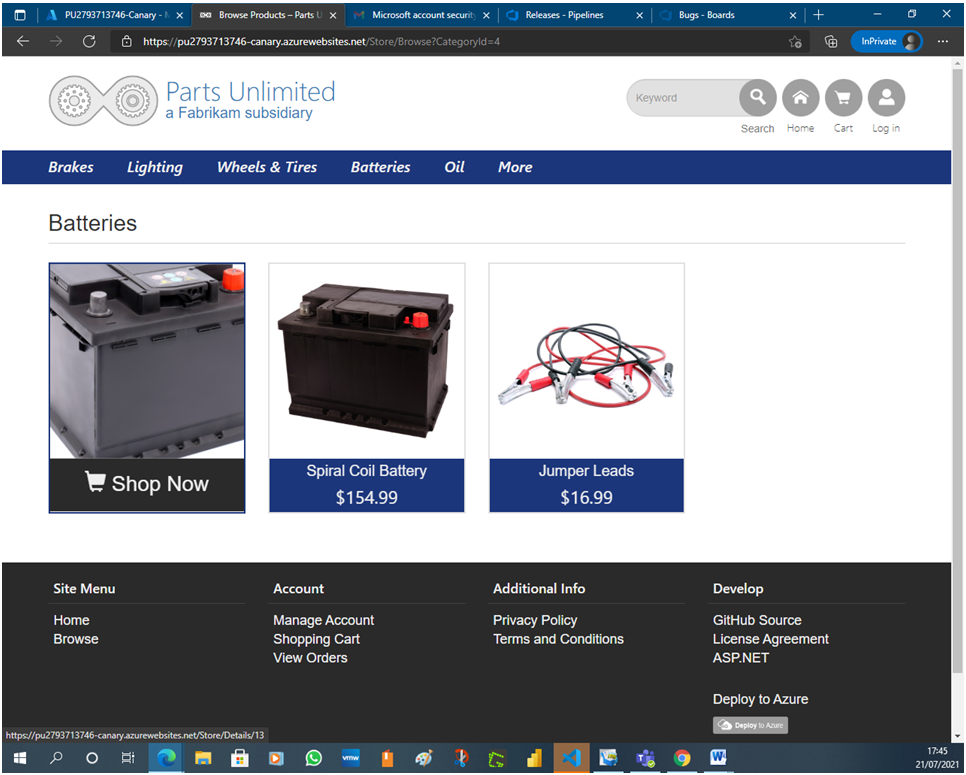 PU2793713746-Canary - M
Browse Products – Parts U
Microsoft account security
Releases - Pipelines
Bugs - Boards
https://pu2793713746-canary.azurewebsites.net/Store/Browse?CategoryId=4
InPrivate
Parts Unlimited
a Fabrikam subsidiary
Keyword
Search
Home
Cart
Log in
Brakes
Lighting
Wheels & Tires
Batteries
Oil
More
Batteries
Shop Now
Spiral Coil Battery
$154.99
Jumper Leads
$16.99
Site Menu
Home
Browse
Account
Manage Account
Shopping Cart
View Orders
Additional Info
Privacy Policy
Terms and Conditions
Develop
GitHub Source
License Agreement
ASP.NET
Deploy to Azure
Deploy to Azure
https://pu2793713746-canary.azurewebsites.net/Store/Details/13
vmw
17:45
21/07/2021